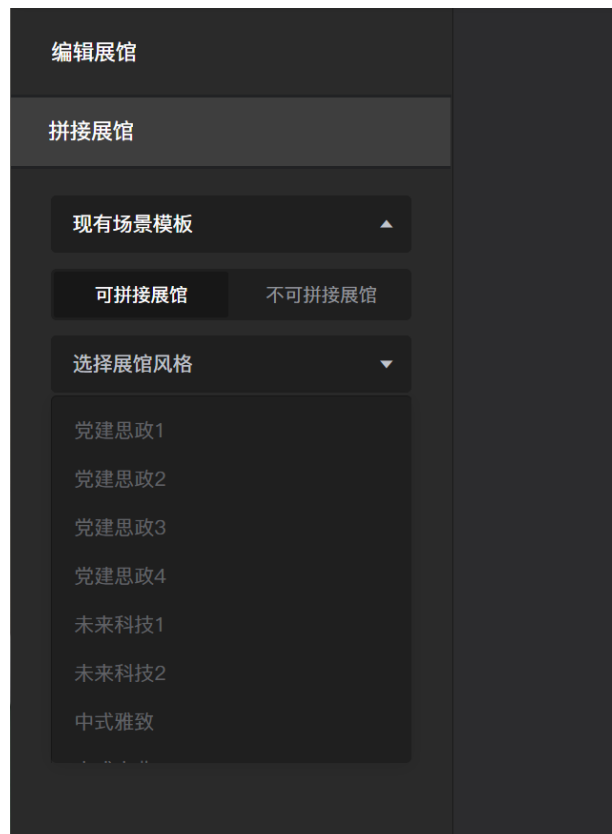 编辑展馆
拼接展馆
现有场景模板
可拼接展馆 不可拼接展馆
选择展馆风格
党建思政1
党建思政2
党建思政3
党建思政4
未来科技1
未来科技2
中式雅致